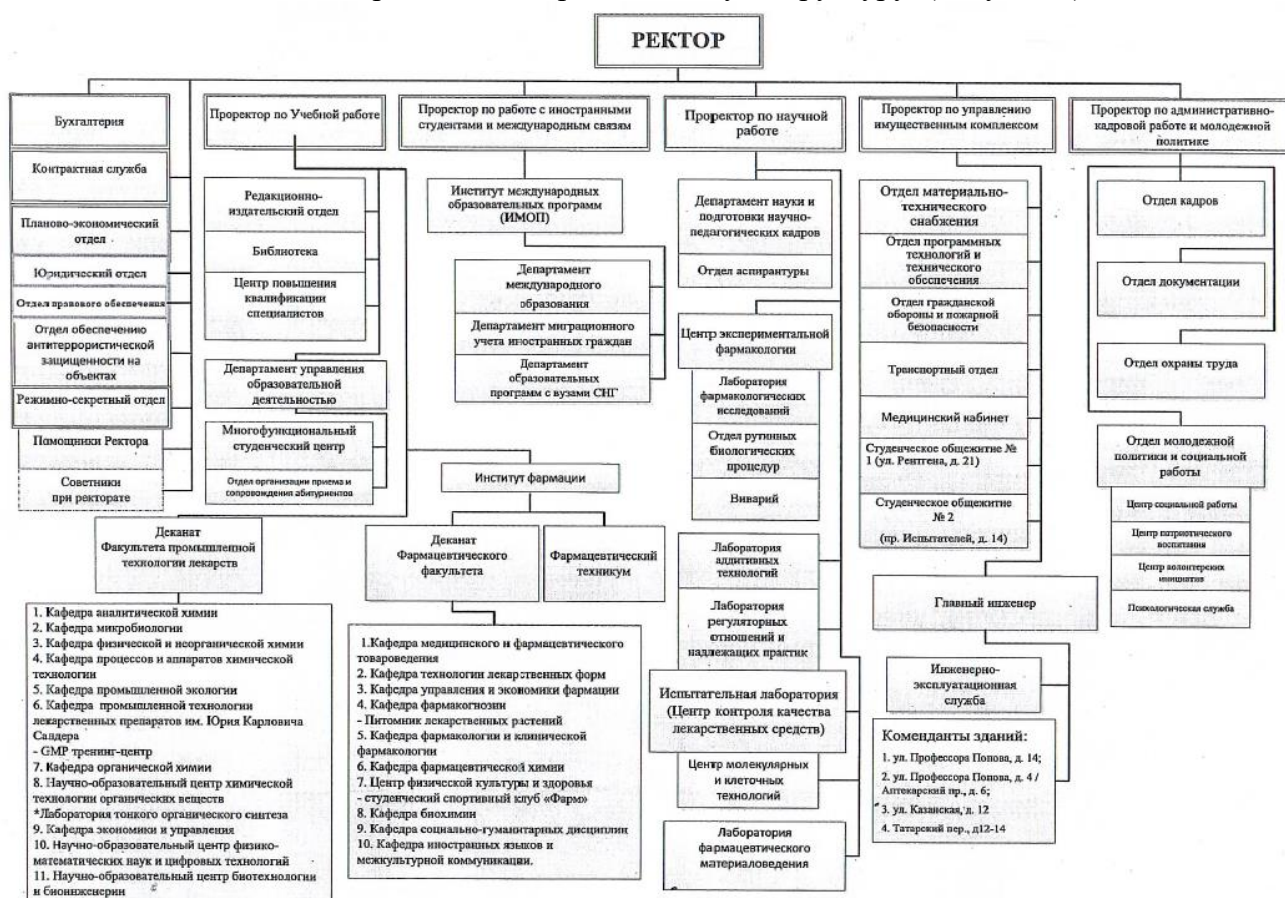 РЕКТОР
Бухгалтерия
Контрактная служба
Планово-экономический
отдел
Юридический отдел
Отдел правового обеспечения
Отдел обеспечению
антитеррористической
защищенности на
объектах
Режимно-секретный отдел
Помощники Ректора
Советники
при ректорате
Проректор по Учебной работе
Редакционно-
издательский отдел
Библиотека
Центр повышения
квалификации
специалистов
Департамент управления
образовательной
деятельностью
Многофункциональный
студенческий центр
Отдел организации приема и
сопровождения абитуриентов
Деканат
Факультета промышленной
технологии лекарств
1. Кафедра аналитической химии
2. Кафедра микробиологии
3. Кафедра физической и неорганической химии
4. Кафедра процессов и аппаратов химической
технологии
5. Кафедра промышленной экологии
6. Кафедра промышленной технологии
лекарственных препаратов им. Юрия Карловича
Сандера
- GMP тренинг-центр
7. Кафедра органической химии
8. Научно-образовательный центр химической
технологии органических веществ
*Лаборатория тонкого органического синтеза
9. Кафедра экономики и управления
10. Научно-образовательный центр физико-
математических наук и цифровых технологий
11. Научно-образовательный центр биотехнологии
и биоинженерии
Институт фармации
Деканат
Фармацевтического
факультета
Фармацевтический
техникум
1.Кафедра медицинского и фармацевтического
товароведения
2. Кафедра технологии лекарственных форм
3. Кафедра управления и экономики фармации
4. Кафедра фармакогнозии
- Питомник лекарственных растений
5. Кафедра фармакологии и клинической
фармакологии
6. Кафедра фармацевтической химии
7. Центр физической культуры и здоровья
- студенческий спортивный клуб «Фарм»
8. Кафедра биохимии
9. Кафедра социально-гуманитарных дисциплин
10. Кафедра иностранных языков и
межкультурной коммуникации.
Проректор по работе с иностранными
студентами и международным связям
Институт международных
образовательных программ
(ИМОП)
Департамент
международного
образования
Департамент миграционного
учета иностранных граждан
Департамент
образовательных
программ с вузами СНГ
Проректор по научной
работе
Департамент науки и
подготовки научно-
педагогических кадров
Отдел аспирантуры
Центр экспериментальной
фармакологии
Лаборатория
фармакологических
исследований
Отдел рутинных
биологических
процедур
Виварий
Лаборатория
аддитивных
технологий
Лаборатория
регуляторных
отношений и
надлежащих практик
Испытательная лаборатория
(Центр контроля качества
лекарственных средств)
Центр молекулярных
и клеточных
технологий
Лаборатория
фармацевтического
материаловедения
Проректор по управлению
имущественным комплексом
Отдел материально-
технического
снабжения
Отдел программных
технологий и
технического
обеспечения
Отдел гражданской
обороны и пожарной
безопасности
Транспортный отдел
Медицинский кабинет
Студенческое общежитие №
1 (ул. Рентгена, д. 21)
Студенческое общежитие
№ 2
(пр. Испытателей, д. 14)
Главный инженер
Инженерно-
эксплуатационная
служба
Коменданты зданий:
1. ул. Профессора Попова, д. 14;
2. ул. Профессора Попова, д. 4 /
Аптекарский пр., д. 6;
3. ул. Казанская, д. 12
4. Татарский пер., д12-14
Проректор по административно-
кадровой работе и молодежной
политике
Отдел кадров
Отдел документации
Отдел охраны труда
Отдел молодежной
политики и социальной
работы
Центр социальной работы
Центр патриотического
воспитания
Центр волонтерских
инициатив
Психологическая служба